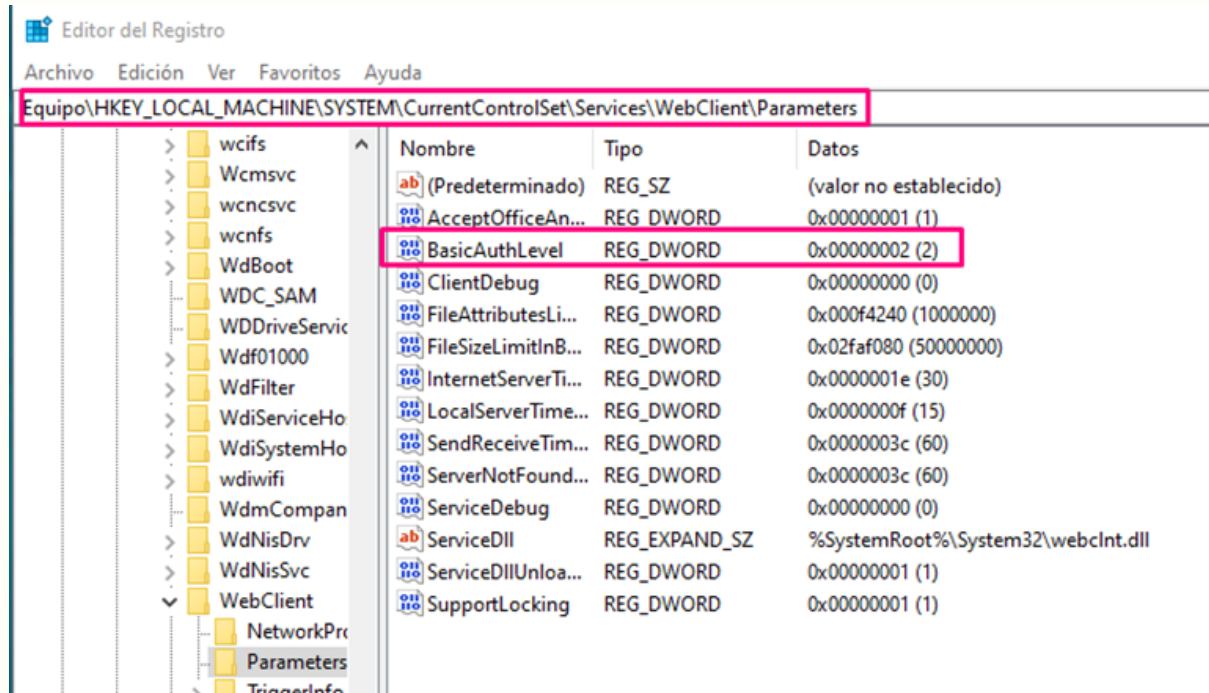 Editor del Registro
Archivo Edición Ver Favoritos Ayuda
Equipo\HKEY_LOCAL_MACHINE\SYSTEM\CurrentControlSet\Services\WebClient\Parameters
wcifs
Wcmsvc
wcncsvc
wcnfs
WdBoot
WDC_SAM
WDDriveServic
Wdf01000
WdFilter
WdiServiceHo
WdiSystemHo
wdiwifi
WdmCompan
WdNisDrv
WdNisSvc
WebClient
NetworkPro
Parameters
TriggerInfo
Nombre Tipo Datos
(Predeterminado) REG_SZ (valor no establecido)
AcceptOfficeAn... REG_DWORD 0x00000001 (1)
BasicAuthLevel REG_DWORD 0x00000002 (2)
ClientDebug REG_DWORD 0x00000000 (0)
FileAttributesLi... REG_DWORD 0x000f4240 (1000000)
FileSizeLimitInB... REG_DWORD 0x02faf080 (50000000)
InternetServerTi... REG_DWORD 0x0000001e (30)
LocalServerTime... REG_DWORD 0x0000000f (15)
SendReceiveTim... REG_DWORD 0x0000003c (60)
ServerNotFound... REG_DWORD 0x0000003c (60)
ServiceDebug REG_DWORD 0x00000000 (0)
ServiceDll REG_EXPAND_SZ %SystemRoot%\System32\webclnt.dll
ServiceDllUnloa... REG_DWORD 0x00000001 (1)
SupportLocking REG_DWORD 0x00000001 (1)